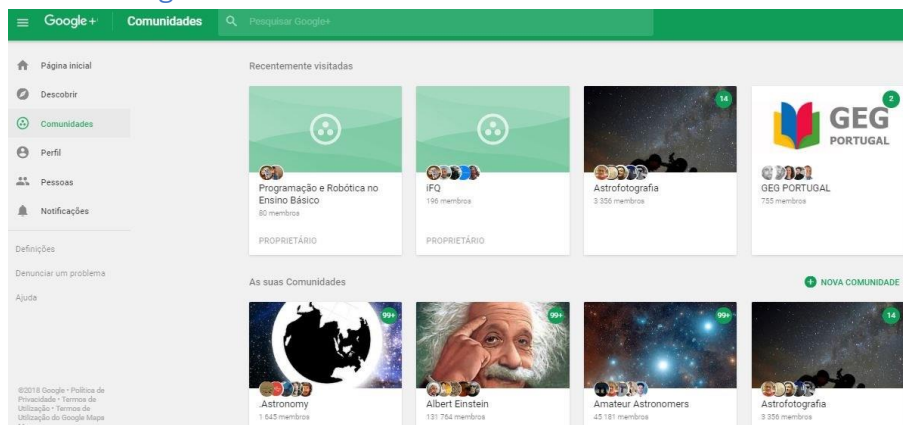 Google+
Comunidades
Pesquisar Google+
Página inicial
Descobrir
Comunidades
Perfil
Pessoas
Notificações
Definições
Denunciar um problema
Ajuda
©2018 Google • Política de
Privacidade • Termos de
Utilização • Termos de
Utilização do Google Maps
Recentemente visitadas
Programação e Robótica no
Ensino Básico
80 membros
PROPRIETÁRIO
iFQ
196 membros
PROPRIETÁRIO
14
Astrofotografia
3 356 membros
2
GEG
PORTUGAL
GEG PORTUGAL
755 membros
As suas Comunidades
NOVA COMUNIDADE
99+
.Astronomy
1 645 membros
99+
Albert Einstein
131 764 membros
99+
Amateur Astronomers
45 181 membros
14
Astrofotografia
3 356 membros